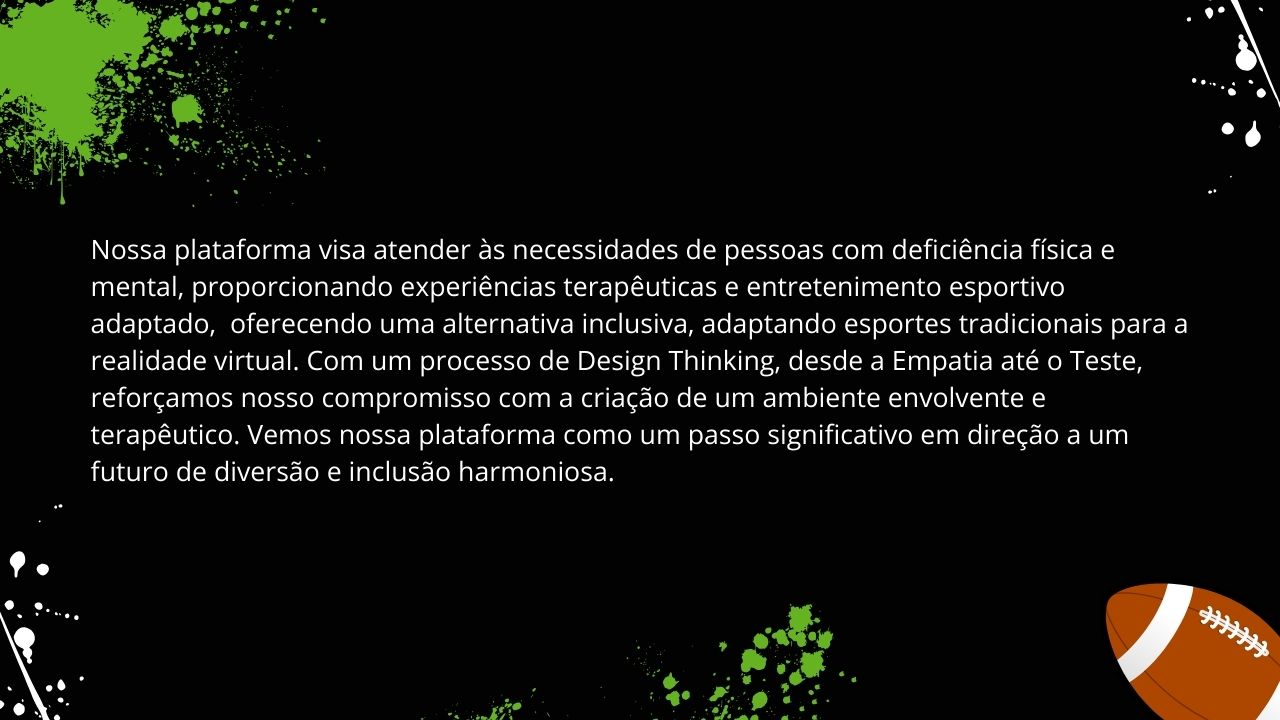 Nossa plataforma visa atender às necessidades de pessoas com deficiência física e
mental, proporcionando experiências terapêuticas e entretenimento esportivo
adaptado,  oferecendo uma alternativa inclusiva, adaptando esportes tradicionais para a
realidade virtual. Com um processo de Design Thinking, desde a Empatia até o Teste,
reforçamos nosso compromisso com a criação de um ambiente envolvente e
terapêutico. Vemos nossa plataforma como um passo significativo em direção a um
futuro de diversão e inclusão harmoniosa.